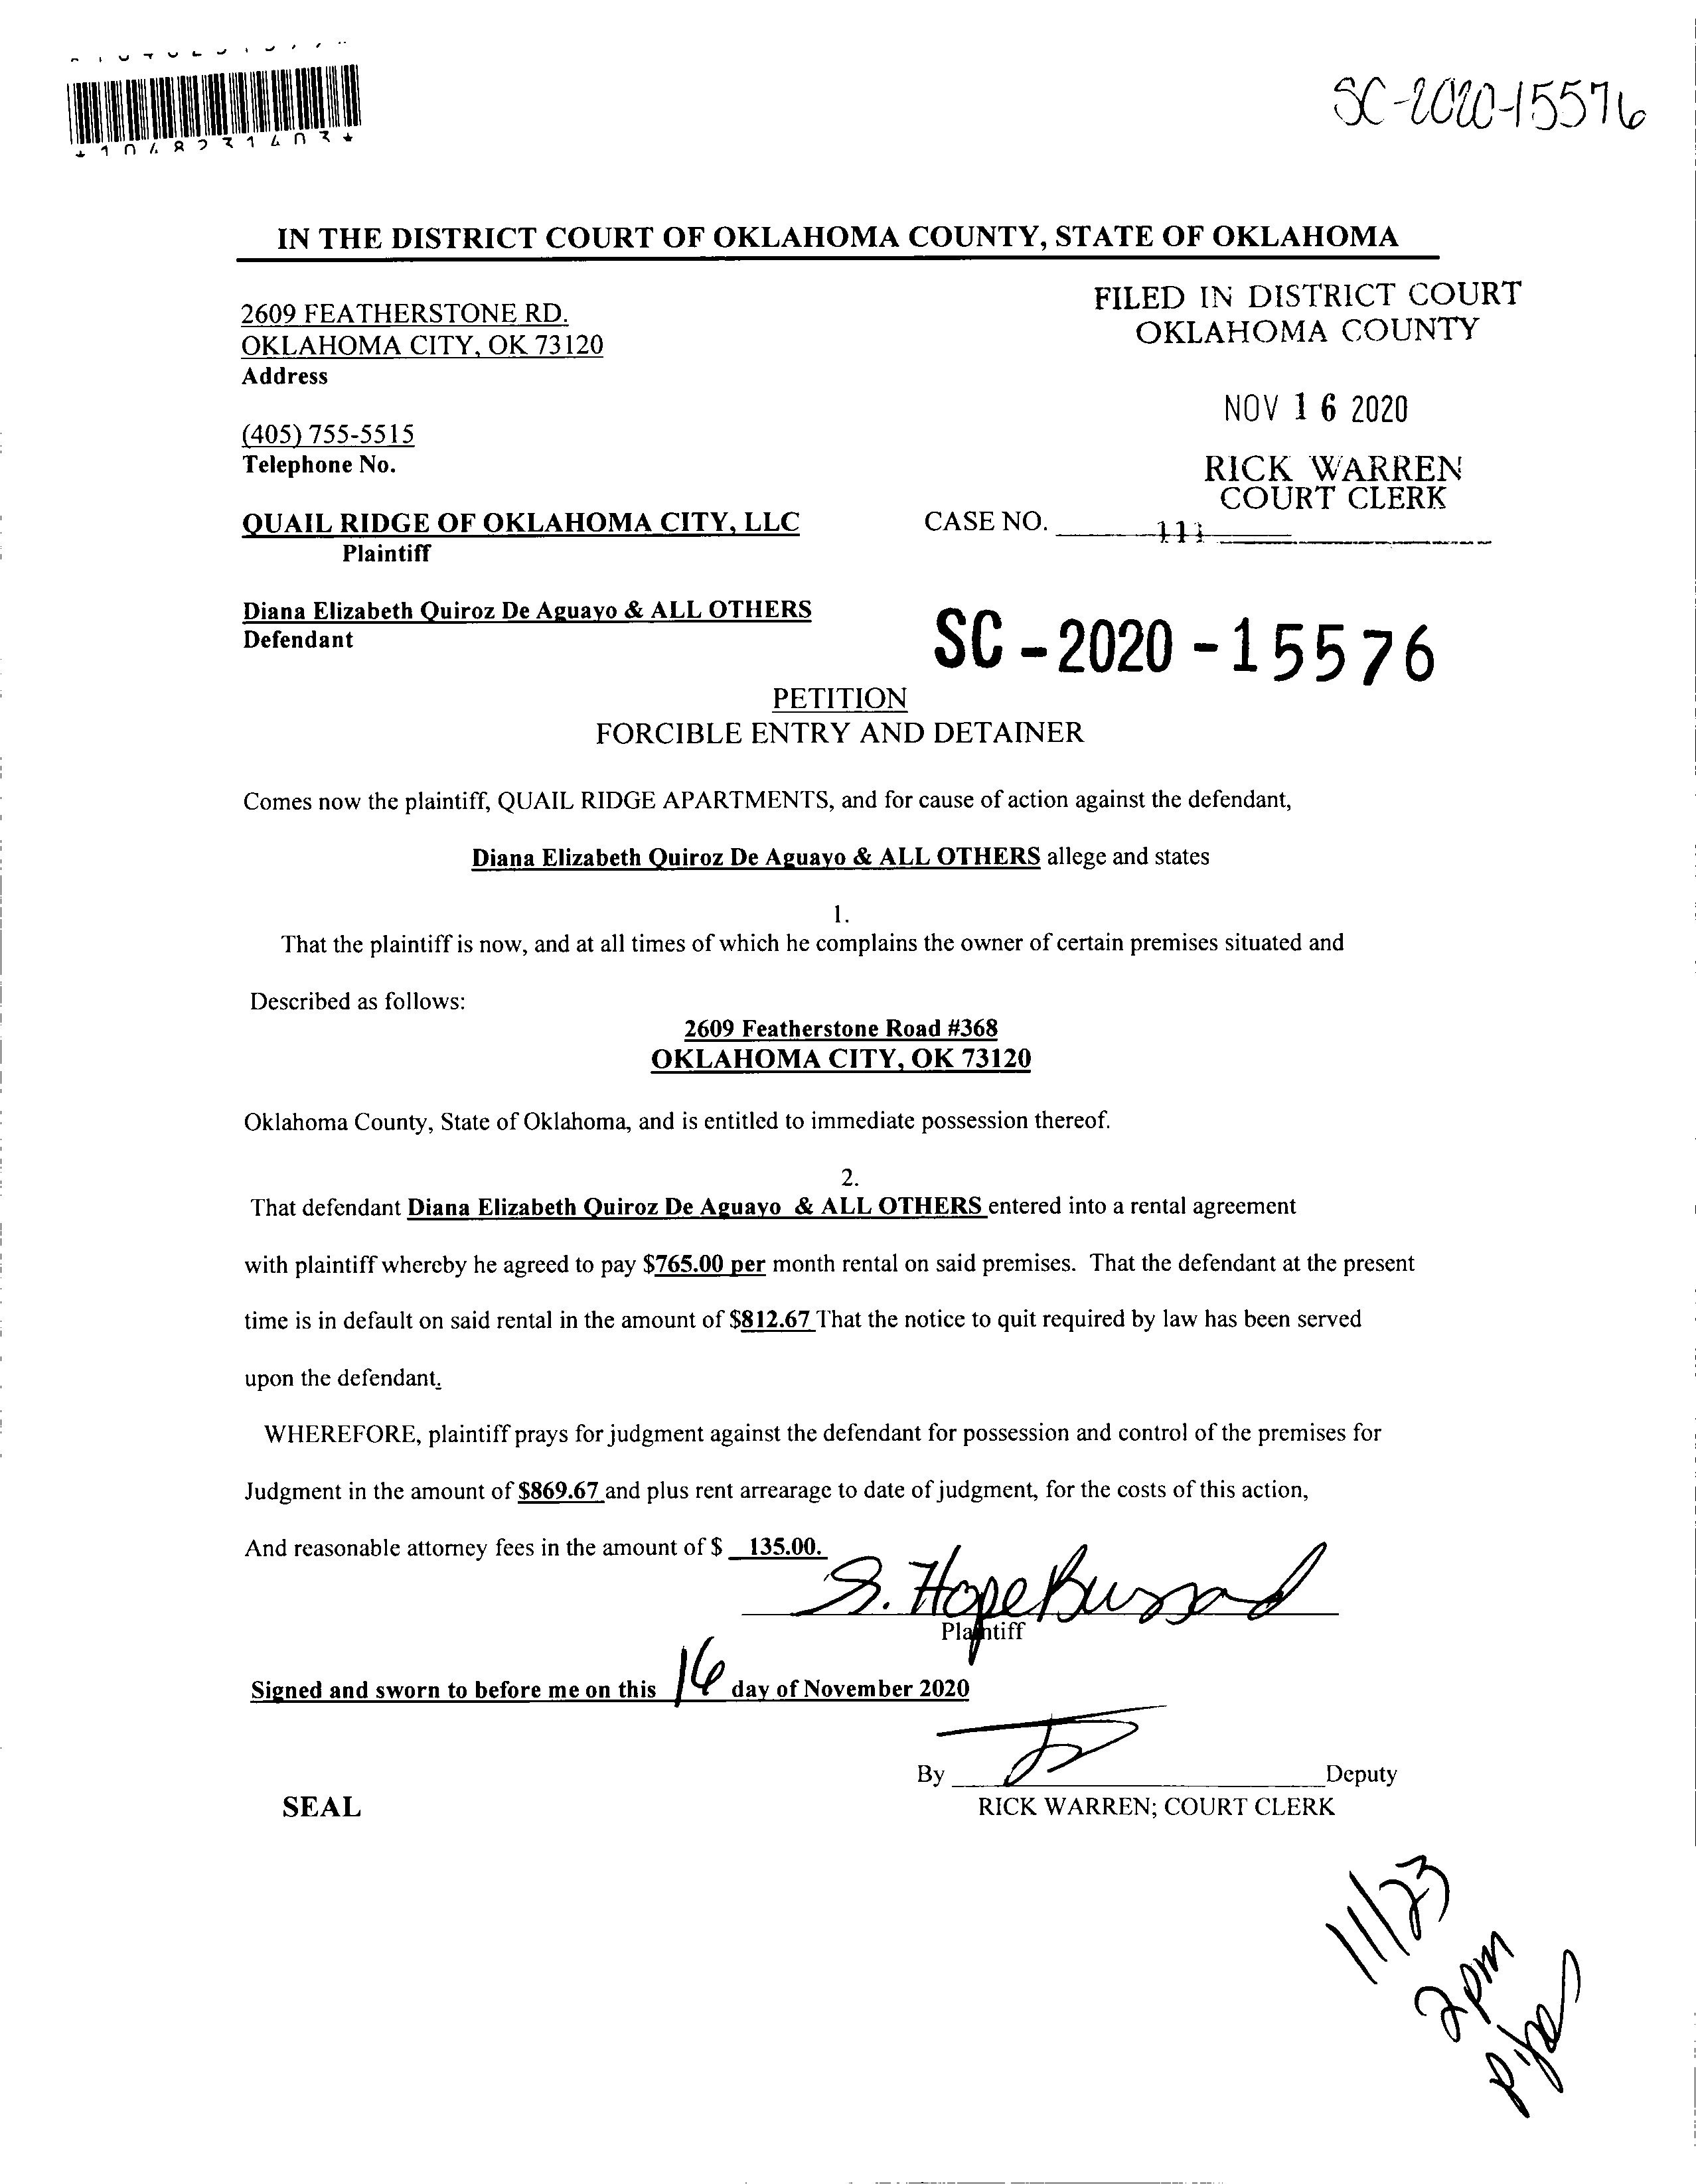 *1048231403*
SC-2020-15576
IN THE DISTRICT COURT OF OKLAHOMA COUNTY, STATE OF OKLAHOMA
2609 FEATHERSTONE RD.
OKLAHOMA CITY, OK 73120
Address
(405) 755-5515
Telephone No.
FILED IN DISTRICT COURT
OKLAHOMA COUNTY
NOV 16 2020
RICK WARREN
COURT CLERK
QUAIL RIDGE OF OKLAHOMA CITY, LLC
Plaintiff
CASE NO. 111
Diana Elizabeth Quiroz De Aguayo & ALL OTHERS
Defendant
SC-2020-15576
PETITION
FORCIBLE ENTRY AND DETAINER
Comes now the plaintiff, QUAIL RIDGE APARTMENTS, and for cause of action against the defendant,
Diana Elizabeth Quiroz De Aguayo & ALL OTHERS allege and states
1.
That the plaintiff is now, and at all times of which he complains the owner of certain premises situated and
Described as follows:
2609 Featherstone Road #368
OKLAHOMA CITY, OK 73120
Oklahoma County, State of Oklahoma, and is entitled to immediate possession thereof.
2.
That defendant Diana Elizabeth Quiroz De Aguayo & ALL OTHERS entered into a rental agreement
with plaintiff whereby he agreed to pay $765.00 per month rental on said premises. That the defendant at the present
time is in default on said rental in the amount of $812.67 That the notice to quit required by law has been served
upon the defendant.
WHEREFORE, plaintiff prays for judgment against the defendant for possession and control of the premises for
Judgment in the amount of $869.67 and plus rent arrearage to date of judgment, for the costs of this action,
And reasonable attorney fees in the amount of $ 135.00.
S. Hope Bussard
Plaintiff
Signed and sworn to before me on this 16 day of November 2020
By Deputy
SEAL
RICK WARREN; COURT CLERK
11/23
2pm